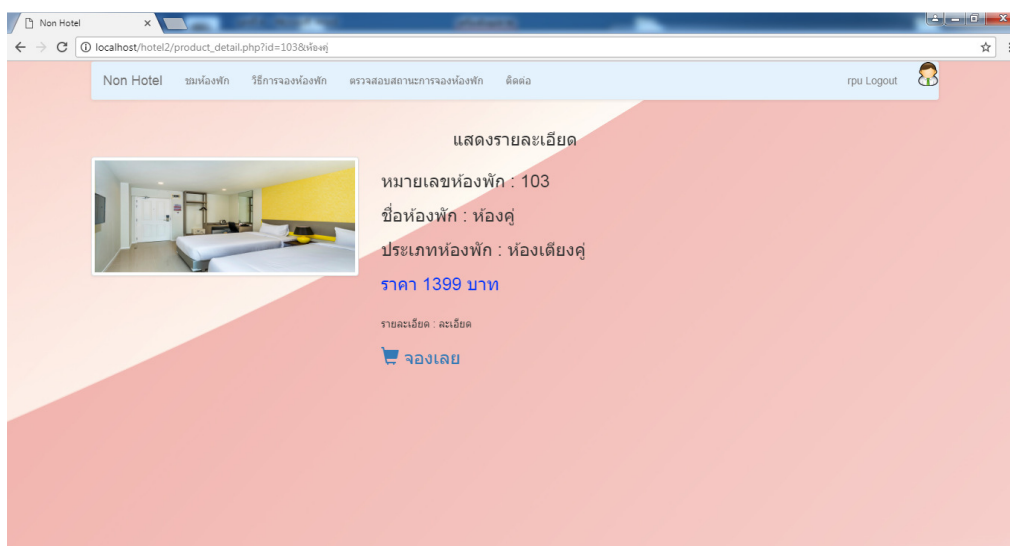 Non Hotel
localhost/hotel2/product_detail.php?id=103&ห้องคู่
Non Hotel ชมห้องพัก วิธีการจองห้องพัก ตรวจสอบสถานะการจองห้องพัก ติดต่อ rpu Logout
แสดงรายละเอียด
หมายเลขห้องพัก : 103
ชื่อห้องพัก : ห้องคู่
ประเภทห้องพัก : ห้องเตียงคู่
ราคา 1399 บาท
รายละเอียด : ละเอียด
จองเลย